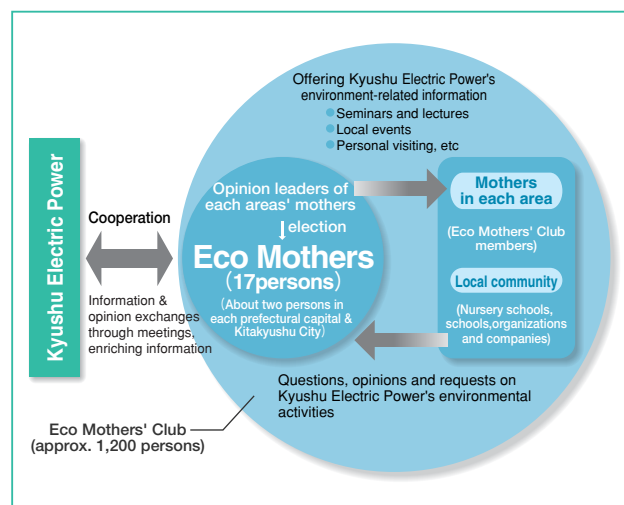 Kyushu Electric Power
Cooperation
Information &
opinion exchanges
through meetings,
enriching information
Offering Kyushu Electric Power's
environment-related information
Seminars and lectures
Local events
Personal visiting, etc
Opinion leaders of
each areas' mothers
election
Eco Mothers
(17persons)
(About two persons in
each prefectural capital &
Kitakyushu City)
Mothers
in each area
(Eco Mothers' Club
members)
Local community
(Nursery schools,
schools,organizations
and companies)
Questions, opinions and requests on
Kyushu Electric Power's environmental
activities
Eco Mothers' Club
(approx. 1,200 persons)